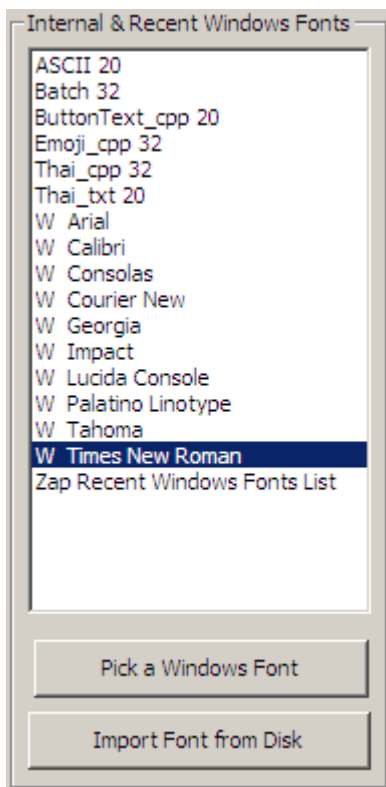 Internal & Recent Windows Fonts
ASCII 20
Batch 32
ButtonText_cpp 20
Emoji_cpp 32
Thai_cpp 32
Thai_txt 20
W  Arial
W  Calibri
W  Consolas
W  Courier New
W  Georgia
W  Impact
W  Lucida Console
W  Palatino Linotype
W  Tahoma
W  Times New Roman
Zap Recent Windows Fonts List
Pick a Windows Font
Import Font from Disk